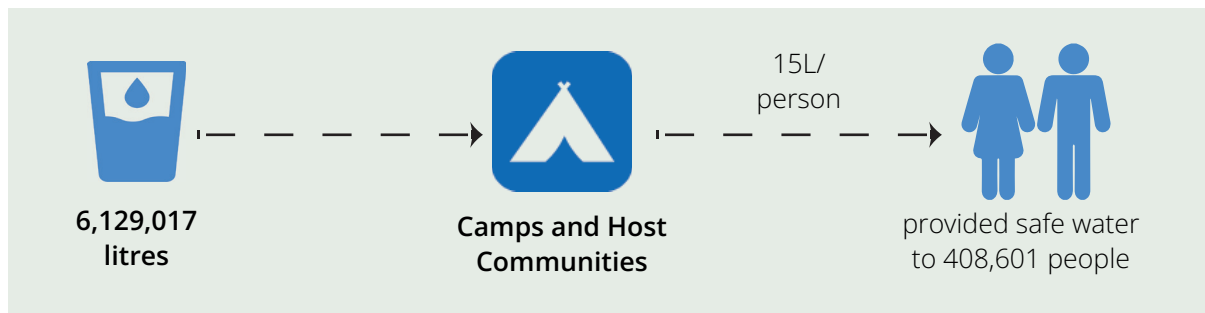 6,129,017
litres
Camps and Host
Communities
15L/
person
provided safe water
to 408,601 people